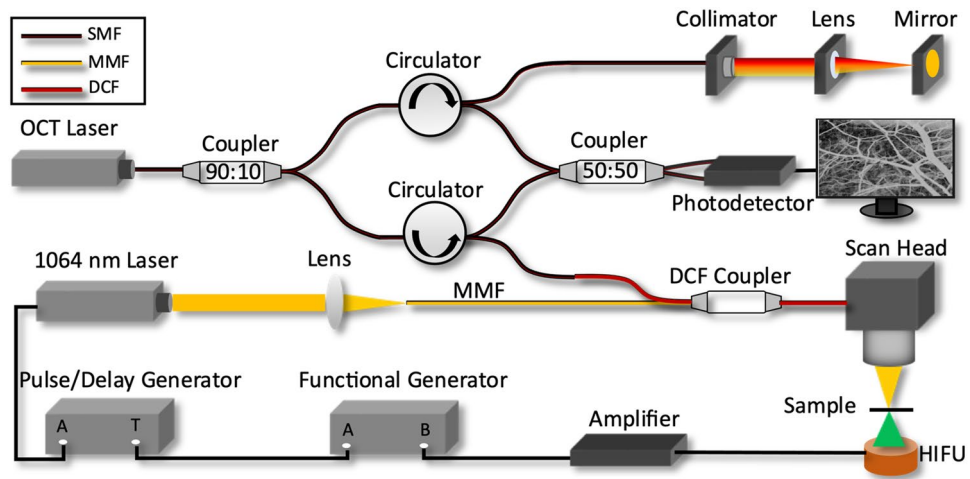 SMF
MMF
DCF
OCT Laser
Coupler
90:10
Circulator
Circulator
Collimator
Lens
Mirror
Coupler
50:50
Photodetector
1064 nm Laser
Lens
MMF
DCF Coupler
Scan Head
Pulse/Delay Generator
A
T
Functional Generator
A
B
Amplifier
Sample
HIFU